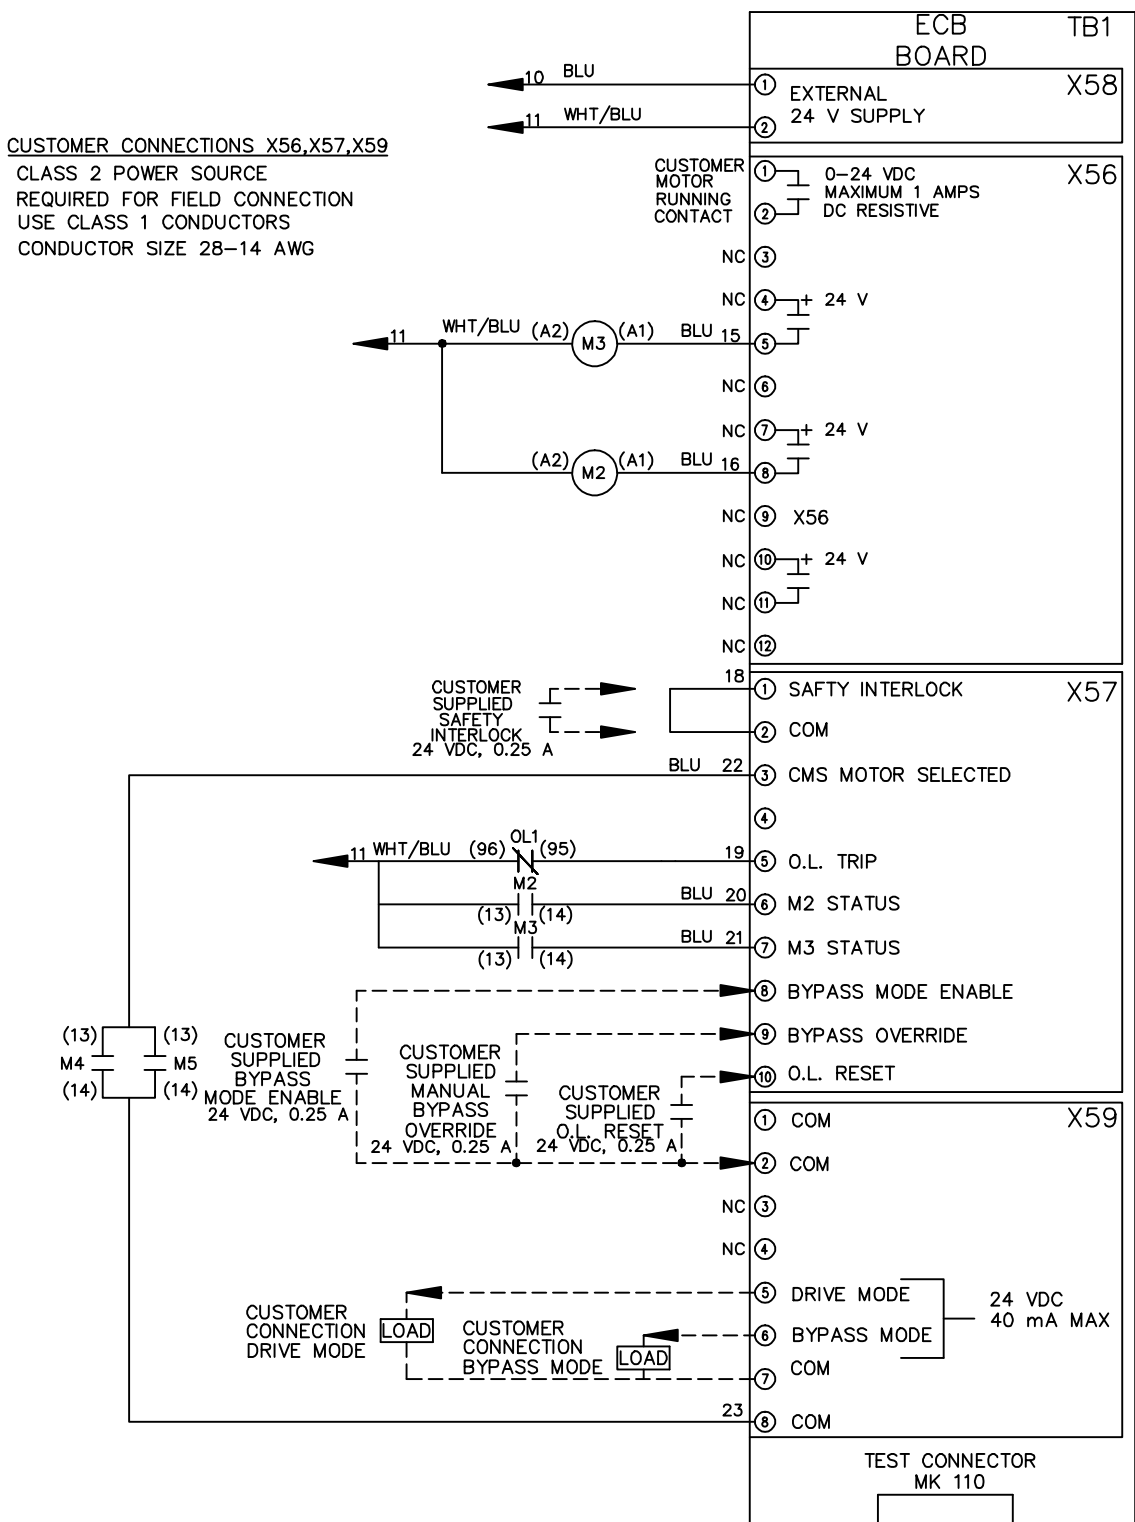 ECB
BOARD
TB1
10 BLU
① EXTERNAL
24 V SUPPLY
X58
11 WHT/BLU
②
CUSTOMER CONNECTIONS X56,X57,X59
CLASS 2 POWER SOURCE
REQUIRED FOR FIELD CONNECTION
USE CLASS 1 CONDUCTORS
CONDUCTOR SIZE 28-14 AWG
CUSTOMER
MOTOR
RUNNING
CONTACT
①
②
0-24 VDC
MAXIMUM 1 AMPS
DC RESISTIVE
X56
NC ③
NC ④ + 24 V
11 WHT/BLU (A2) M3 (A1) BLU 15 ⑤
NC ⑥
NC ⑦ + 24 V
(A2) M2 (A1) BLU 16 ⑧
NC ⑨ X56
NC ⑩ + 24 V
NC ⑪
NC ⑫
CUSTOMER
SUPPLIED
SAFETY
INTERLOCK
24 VDC, 0.25 A
18 ① SAFTY INTERLOCK
X57
② COM
BLU 22 ③ CMS MOTOR SELECTED
④
11 WHT/BLU (96) OL1 (95) 19 ⑤ O.L. TRIP
M2
(13) (14) BLU 20 ⑥ M2 STATUS
M3
(13) (14) BLU 21 ⑦ M3 STATUS
⑧ BYPASS MODE ENABLE
⑨ BYPASS OVERRIDE
⑩ O.L. RESET
(13) (13)
M4 M5
(14) (14)
CUSTOMER
SUPPLIED
BYPASS
MODE ENABLE
24 VDC, 0.25 A
CUSTOMER
SUPPLIED
MANUAL
BYPASS
OVERRIDE
24 VDC, 0.25 A
CUSTOMER
SUPPLIED
O.L. RESET
24 VDC, 0.25 A
① COM
X59
② COM
NC ③
NC ④
⑤ DRIVE MODE
⑥ BYPASS MODE
24 VDC
40 mA MAX
⑦ COM
CUSTOMER
CONNECTION
DRIVE MODE
LOAD
CUSTOMER
CONNECTION
BYPASS MODE
LOAD
23 ⑧ COM
TEST CONNECTOR
MK 110